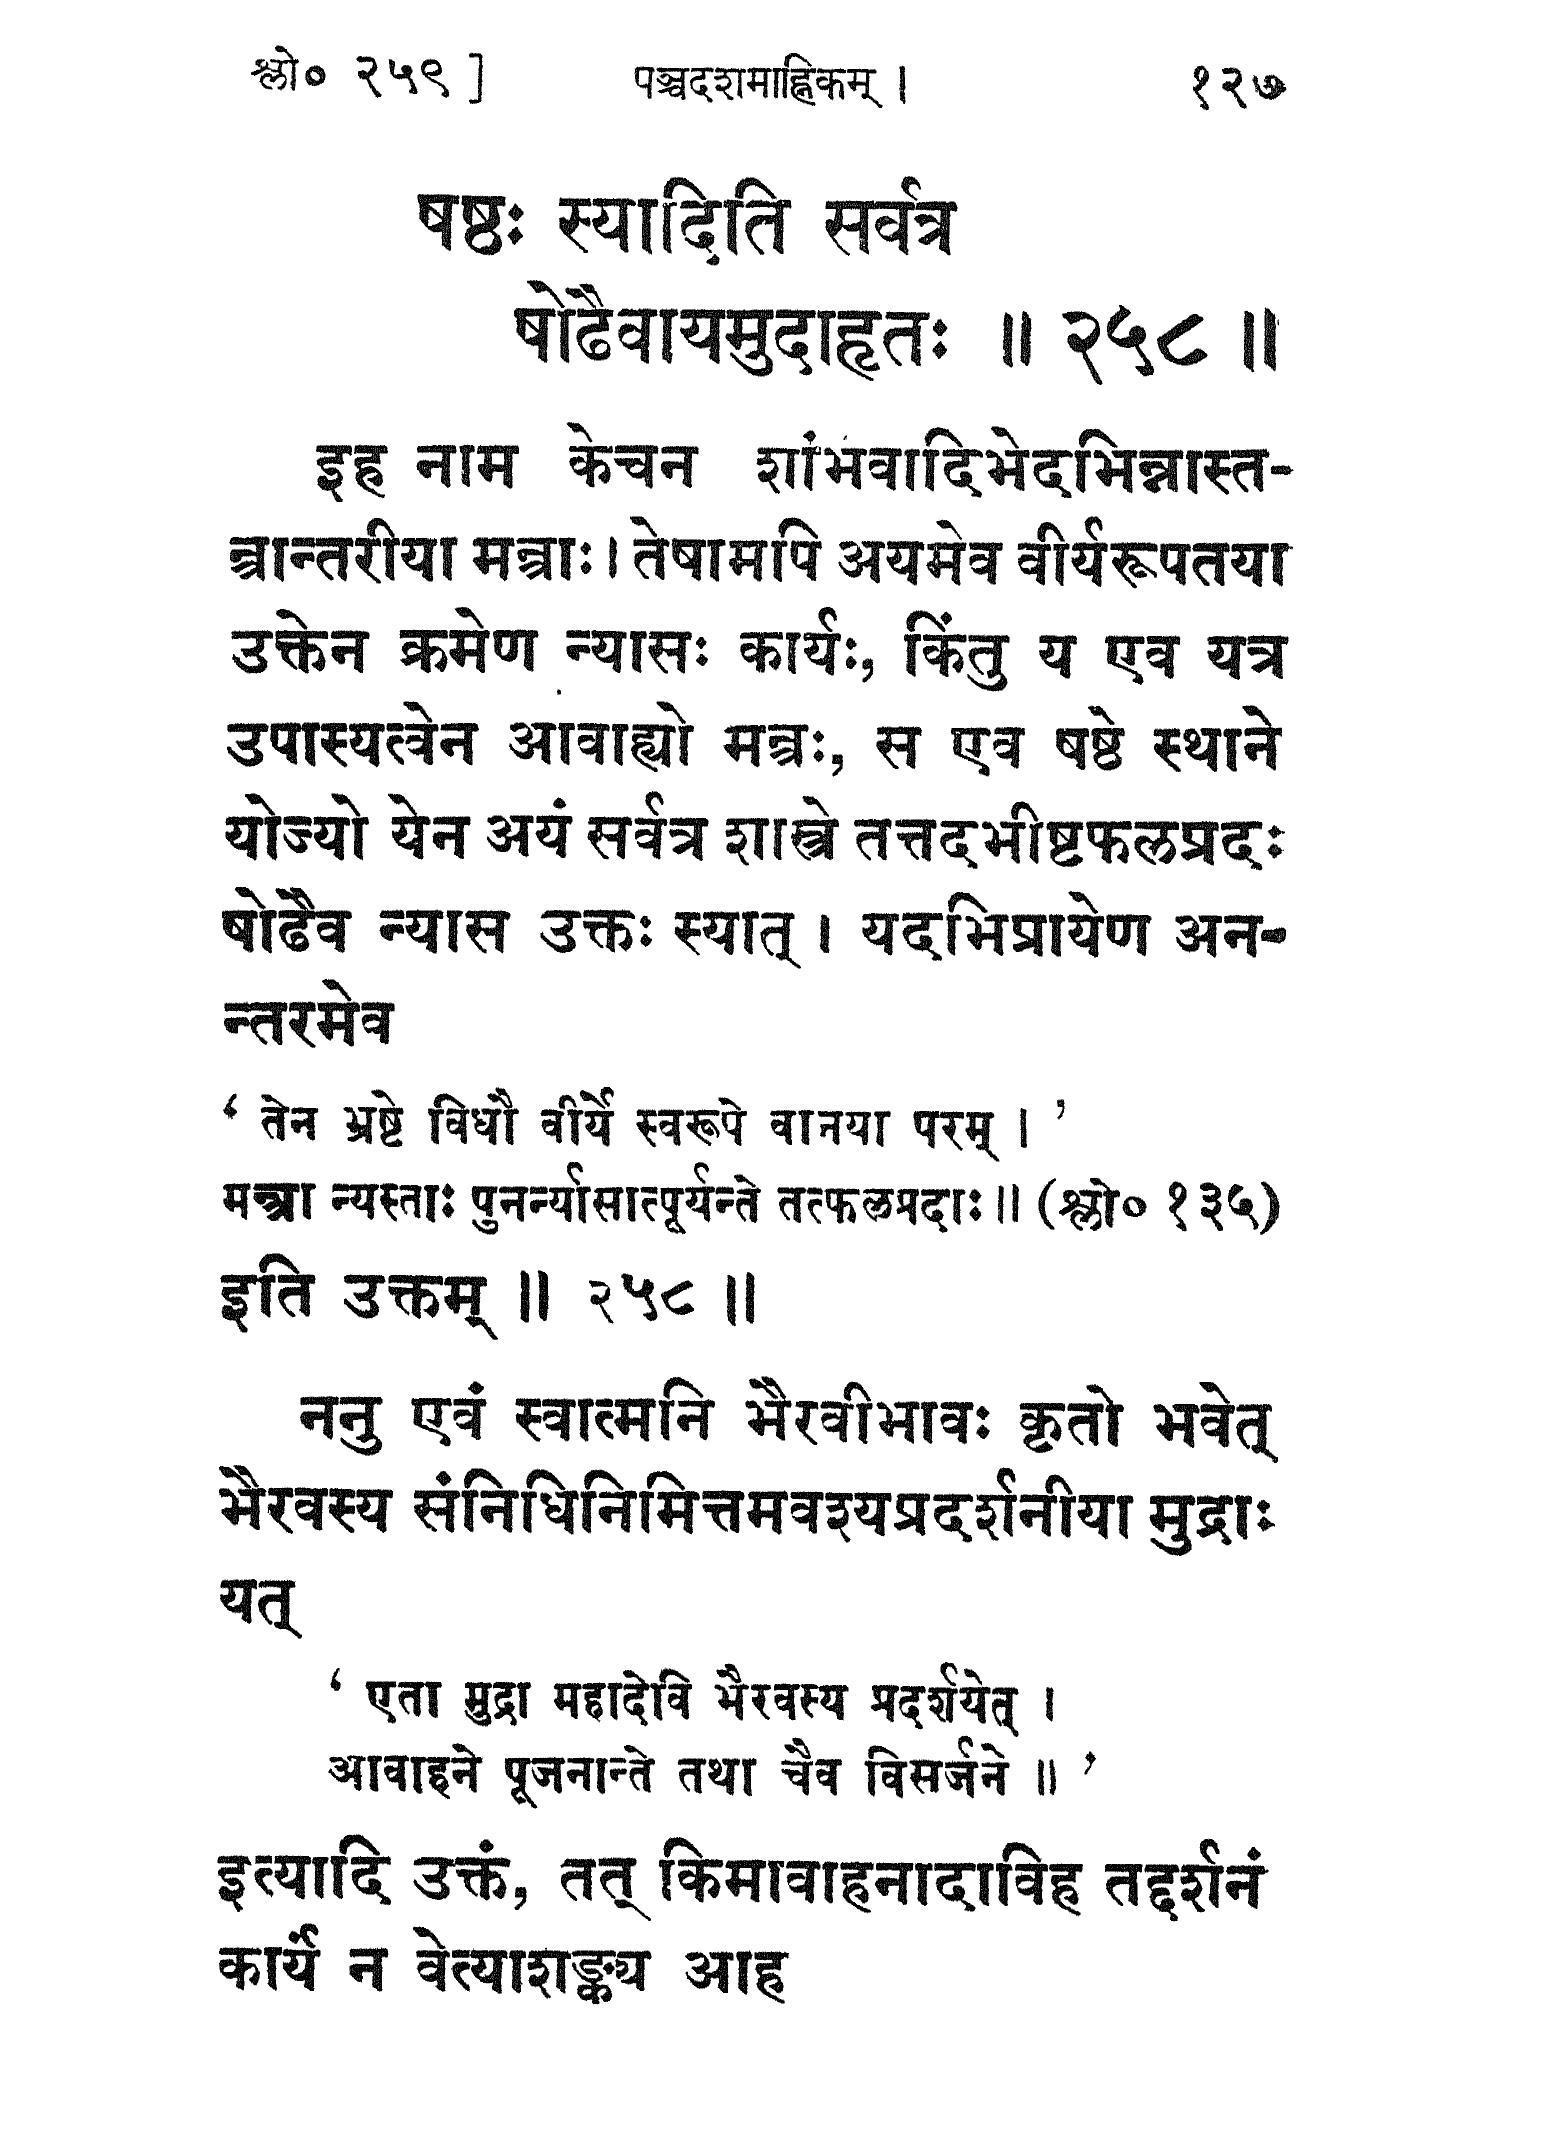 श्लो० २५९] पञ्चदशमाह्निकम् । १२७
षष्ठः स्यादिति सर्वत्र
षोढैवायमुदाहृतः ॥ २५८ ॥
इह नाम केचन शांभवादिभेदभिन्नास्त-
न्त्रान्तरीया मन्त्राः। तेषामपि अयमेव वीर्यरूपतया
उक्तेन क्रमेण न्यासः कार्यः, किंतु य एव यत्र
उपास्यत्वेन आवाह्यो मन्त्रः, स एव षष्ठे स्थाने
योज्यो येन अयं सर्वत्र शास्त्रे तत्तदभीष्टफलप्रदः
षोढैव न्यास उक्तः स्यात् । यदभिप्रायेण अन-
न्तरमेव
‘ तेन भ्रष्टे विधौ वीर्ये स्वरूपे वानया परम् । ’
मन्त्रा न्यस्ताः पुनर्न्यासात्पूर्यन्ते तत्फलप्रदाः॥ (श्लो० १३५)
इति उक्तम् ॥ २५८ ॥
ननु एवं स्वात्मनि भैरवीभावः कृतो भवेत्
भैरवस्य संनिधिनिमित्तमवश्यप्रदर्शनीया मुद्राः
यत्
‘ एता मुद्रा महादेवि भैरवस्य प्रदर्शयेत् ।
आवाहने पूजनान्ते तथा चैव विसर्जने ॥ ’
इत्यादि उक्तं, तत् किमावाहनादाविह तद्दर्शनं
कार्यं न वेत्याशङ्क्य आह